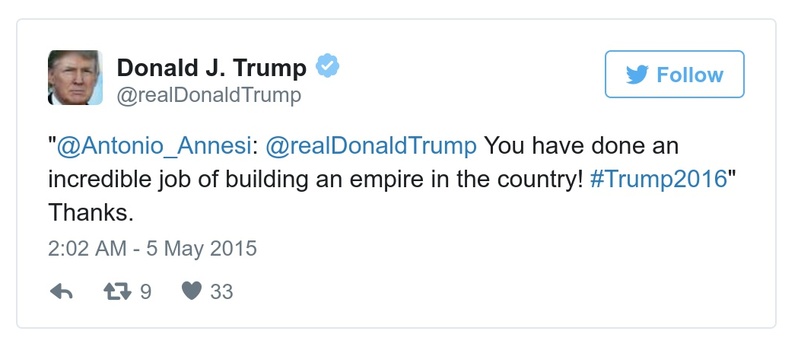 Donald J. Trump
@realDonaldTrump
Follow
"@Antonio_Annesi: @realDonaldTrump You have done an
incredible job of building an empire in the country! #Trump2016"
Thanks.
2:02 AM - 5 May 2015
9 33